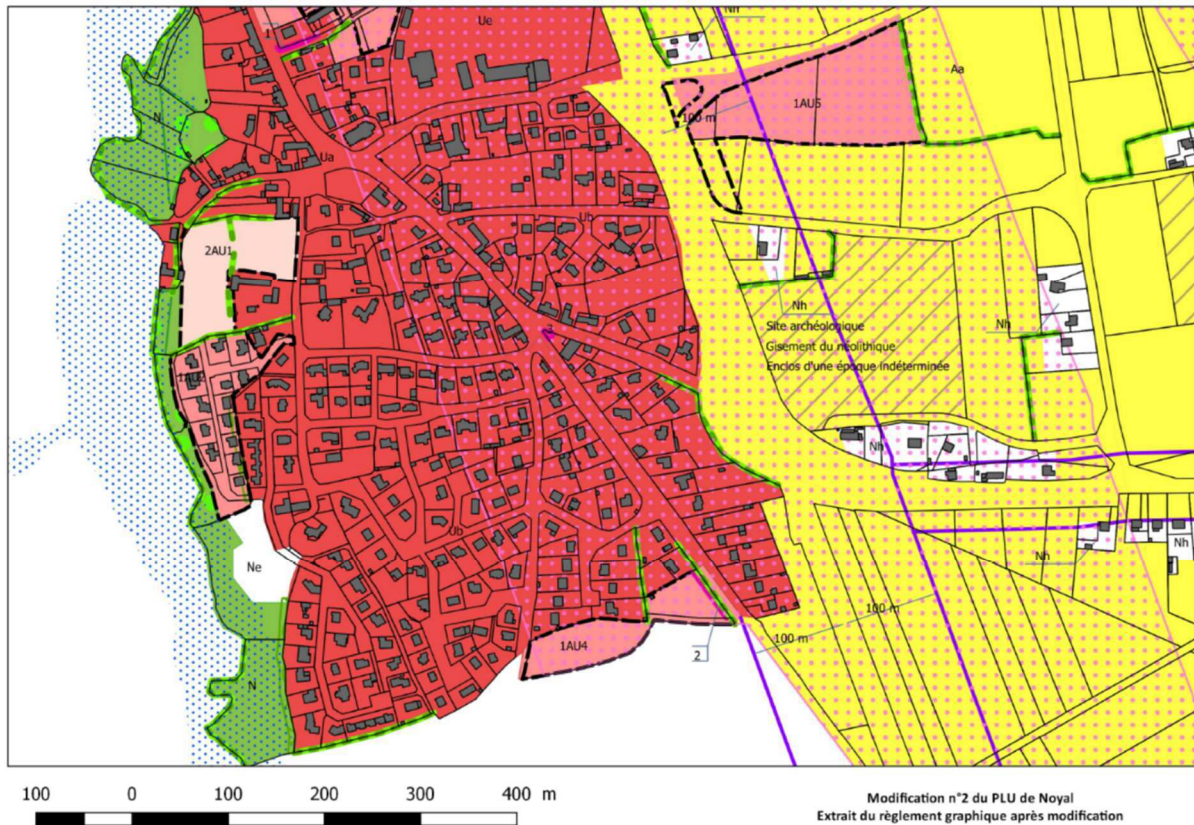 1
Ue
Nh
N
Aa
1AU5
100 m
Ua
Ub
2AU1
Nh
3
Site archéologique
Gisement du néolithique
Enclos d'une époque indéterminée
Nh
Nh
Ub
Ne
Nh
Nh
100 m
100 m
1AU4
2
N
100 0 100 200 300 400 m
Modification n°2 du PLU de Noyal
Extrait du règlement graphique après modification